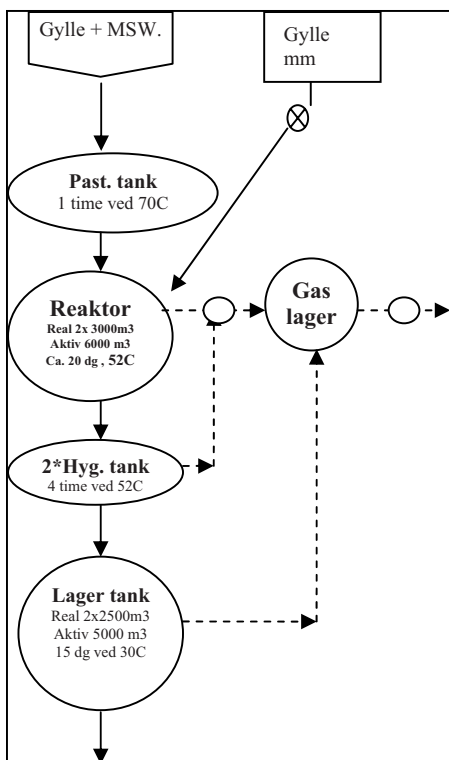 Gylle + MSW.
Gylle
mm
Past. tank
1 time ved 70C
Reaktor
Real 2x 3000m3
Aktiv 6000 m3
Ca. 20 dg , 52C
Gas
lager
2*Hyg. tank
4 time ved 52C
Lager tank
Real 2x2500m3
Aktiv 5000 m3
15 dg ved 30C